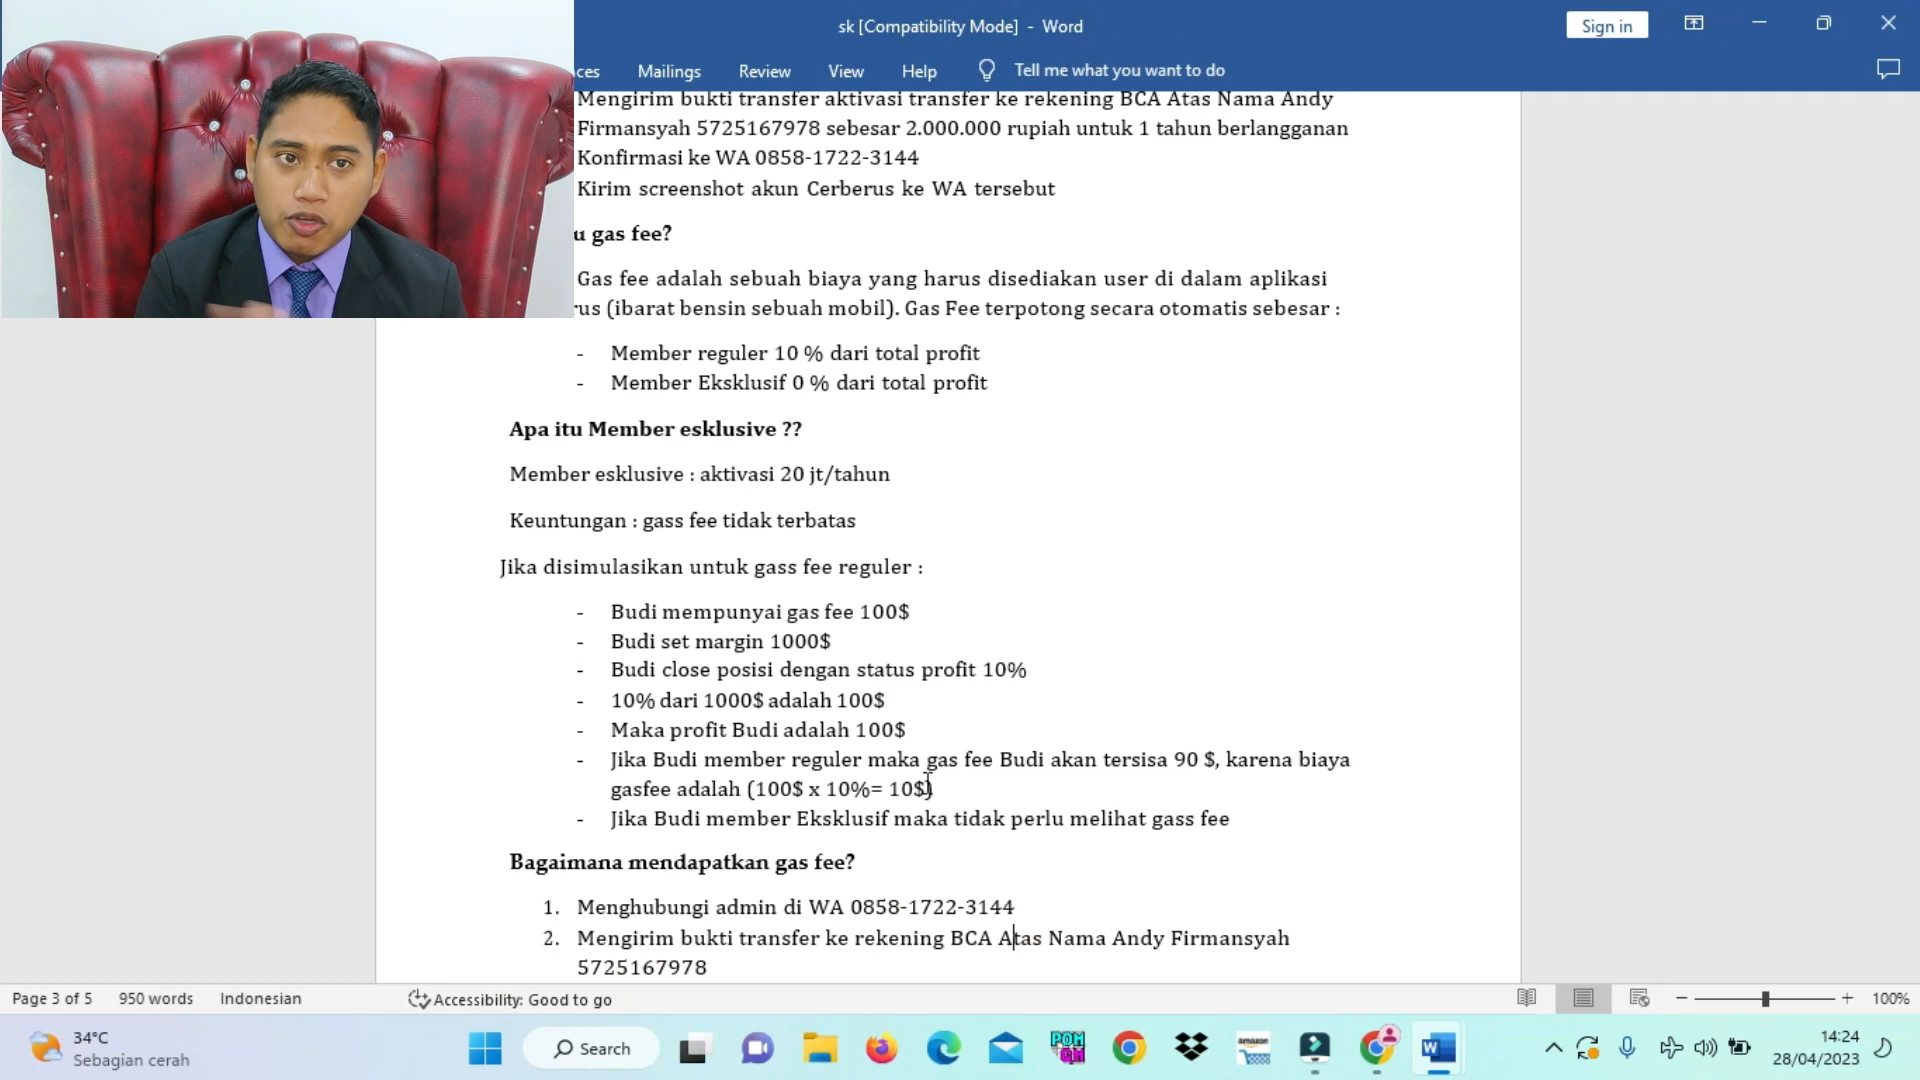 sk [Compatibility Mode] - Word
Sign in
ces Mailings Review View Help Tell me what you want to do
Mengirim bukti transfer aktivasi transfer ke rekening BCA Atas Nama Andy
Firmansyah 5725167978 sebesar 2.000.000 rupiah untuk 1 tahun berlangganan
Konfirmasi ke WA 0858-1722-3144
Kirim screenshot akun Cerberus ke WA tersebut
u gas fee?
Gas fee adalah sebuah biaya yang harus disediakan user di dalam aplikasi
rus (ibarat bensin sebuah mobil). Gas Fee terpotong secara otomatis sebesar :
- Member reguler 10 % dari total profit
- Member Eksklusif 0 % dari total profit
Apa itu Member esklusive ??
Member esklusive : aktivasi 20 jt/tahun
Keuntungan : gass fee tidak terbatas
Jika disimulasikan untuk gass fee reguler :
- Budi mempunyai gas fee 100$
- Budi set margin 1000$
- Budi close posisi dengan status profit 10%
- 10% dari 1000$ adalah 100$
- Maka profit Budi adalah 100$
- Jika Budi member reguler maka gas fee Budi akan tersisa 90 $, karena biaya
gasfee adalah (100$ x 10%= 10$)
- Jika Budi member Eksklusif maka tidak perlu melihat gass fee
Bagaimana mendapatkan gas fee?
1. Menghubungi admin di WA 0858-1722-3144
2. Mengirim bukti transfer ke rekening BCA Atas Nama Andy Firmansyah
5725167978
Page 3 of 5 950 words Indonesian Accessibility: Good to go 100%
34°C
Sebagian cerah
Search
POM QM
amazon
14:24
28/04/2023